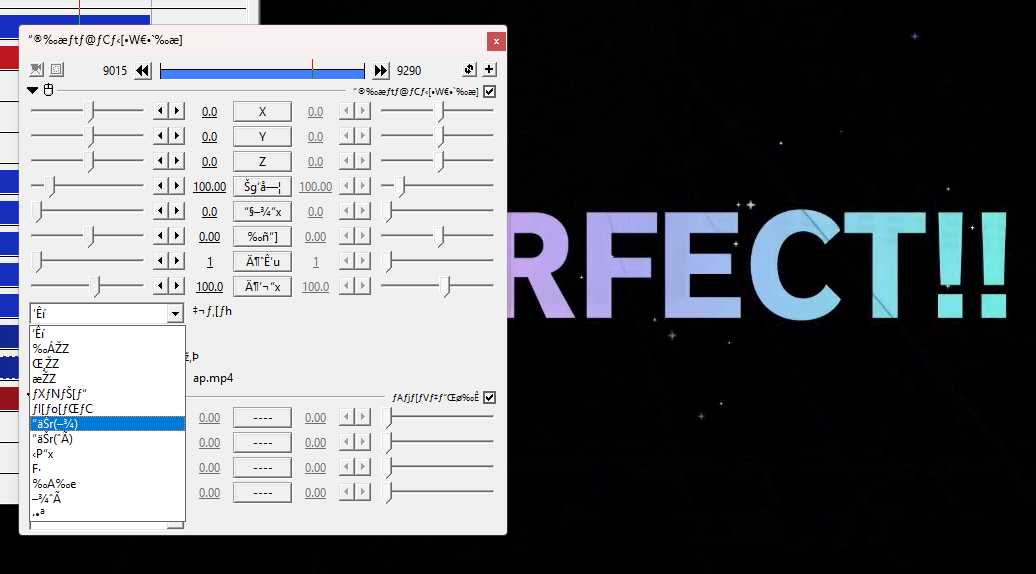 “®‰æƒtƒ@ƒCƒ‹[•W€•`‰æ]
x
9015
9290
“®‰æƒtƒ@ƒCƒ‹[•W€•`‰æ]
0.0 X 0.0
0.0 Y 0.0
0.0 Z 0.0
100.00 Šg‘å—¦ 100.00
0.0 “§–¾“x 0.0
0.00 ‰ñ“] 0.00
1 Ä¶ˆÊ’u 1
100.0 Ä¶‘¬“x 100.0
’Êí
‡¬ƒ‚[ƒh
’Êí
‰ÁŽZ
Œ¸ŽZ
æŽZ
ƒXƒNƒŠ[ƒ“
ƒI[ƒo[ƒŒƒC
”äŠr(–¾)
”äŠr(ˆÃ)
‹P“x
F·
‰A‰e
–¾ˆÃ
·•ª
ž‚Þ
ap.mp4
ƒAƒjƒ[ƒVƒ‡ƒ“Œø‰Ê
0.00 ---- 0.00
0.00 ---- 0.00
0.00 ---- 0.00
0.00 ---- 0.00
RFECT!!